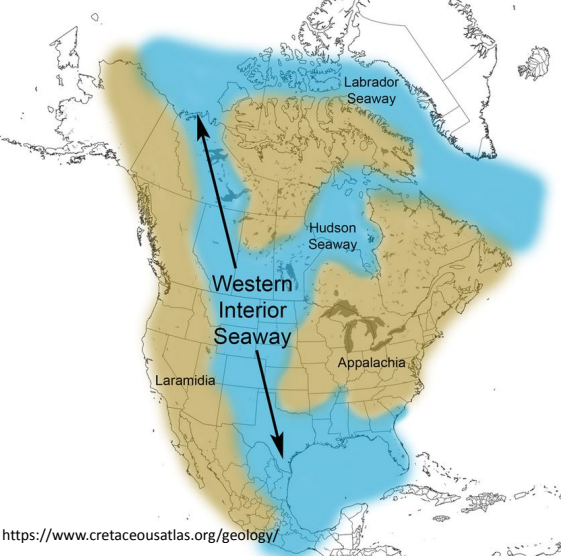 Labrador
Seaway
Hudson
Seaway
Western
Interior
Seaway
Appalachia
Laramidia
https://www.cretaceousatlas.org/geology/